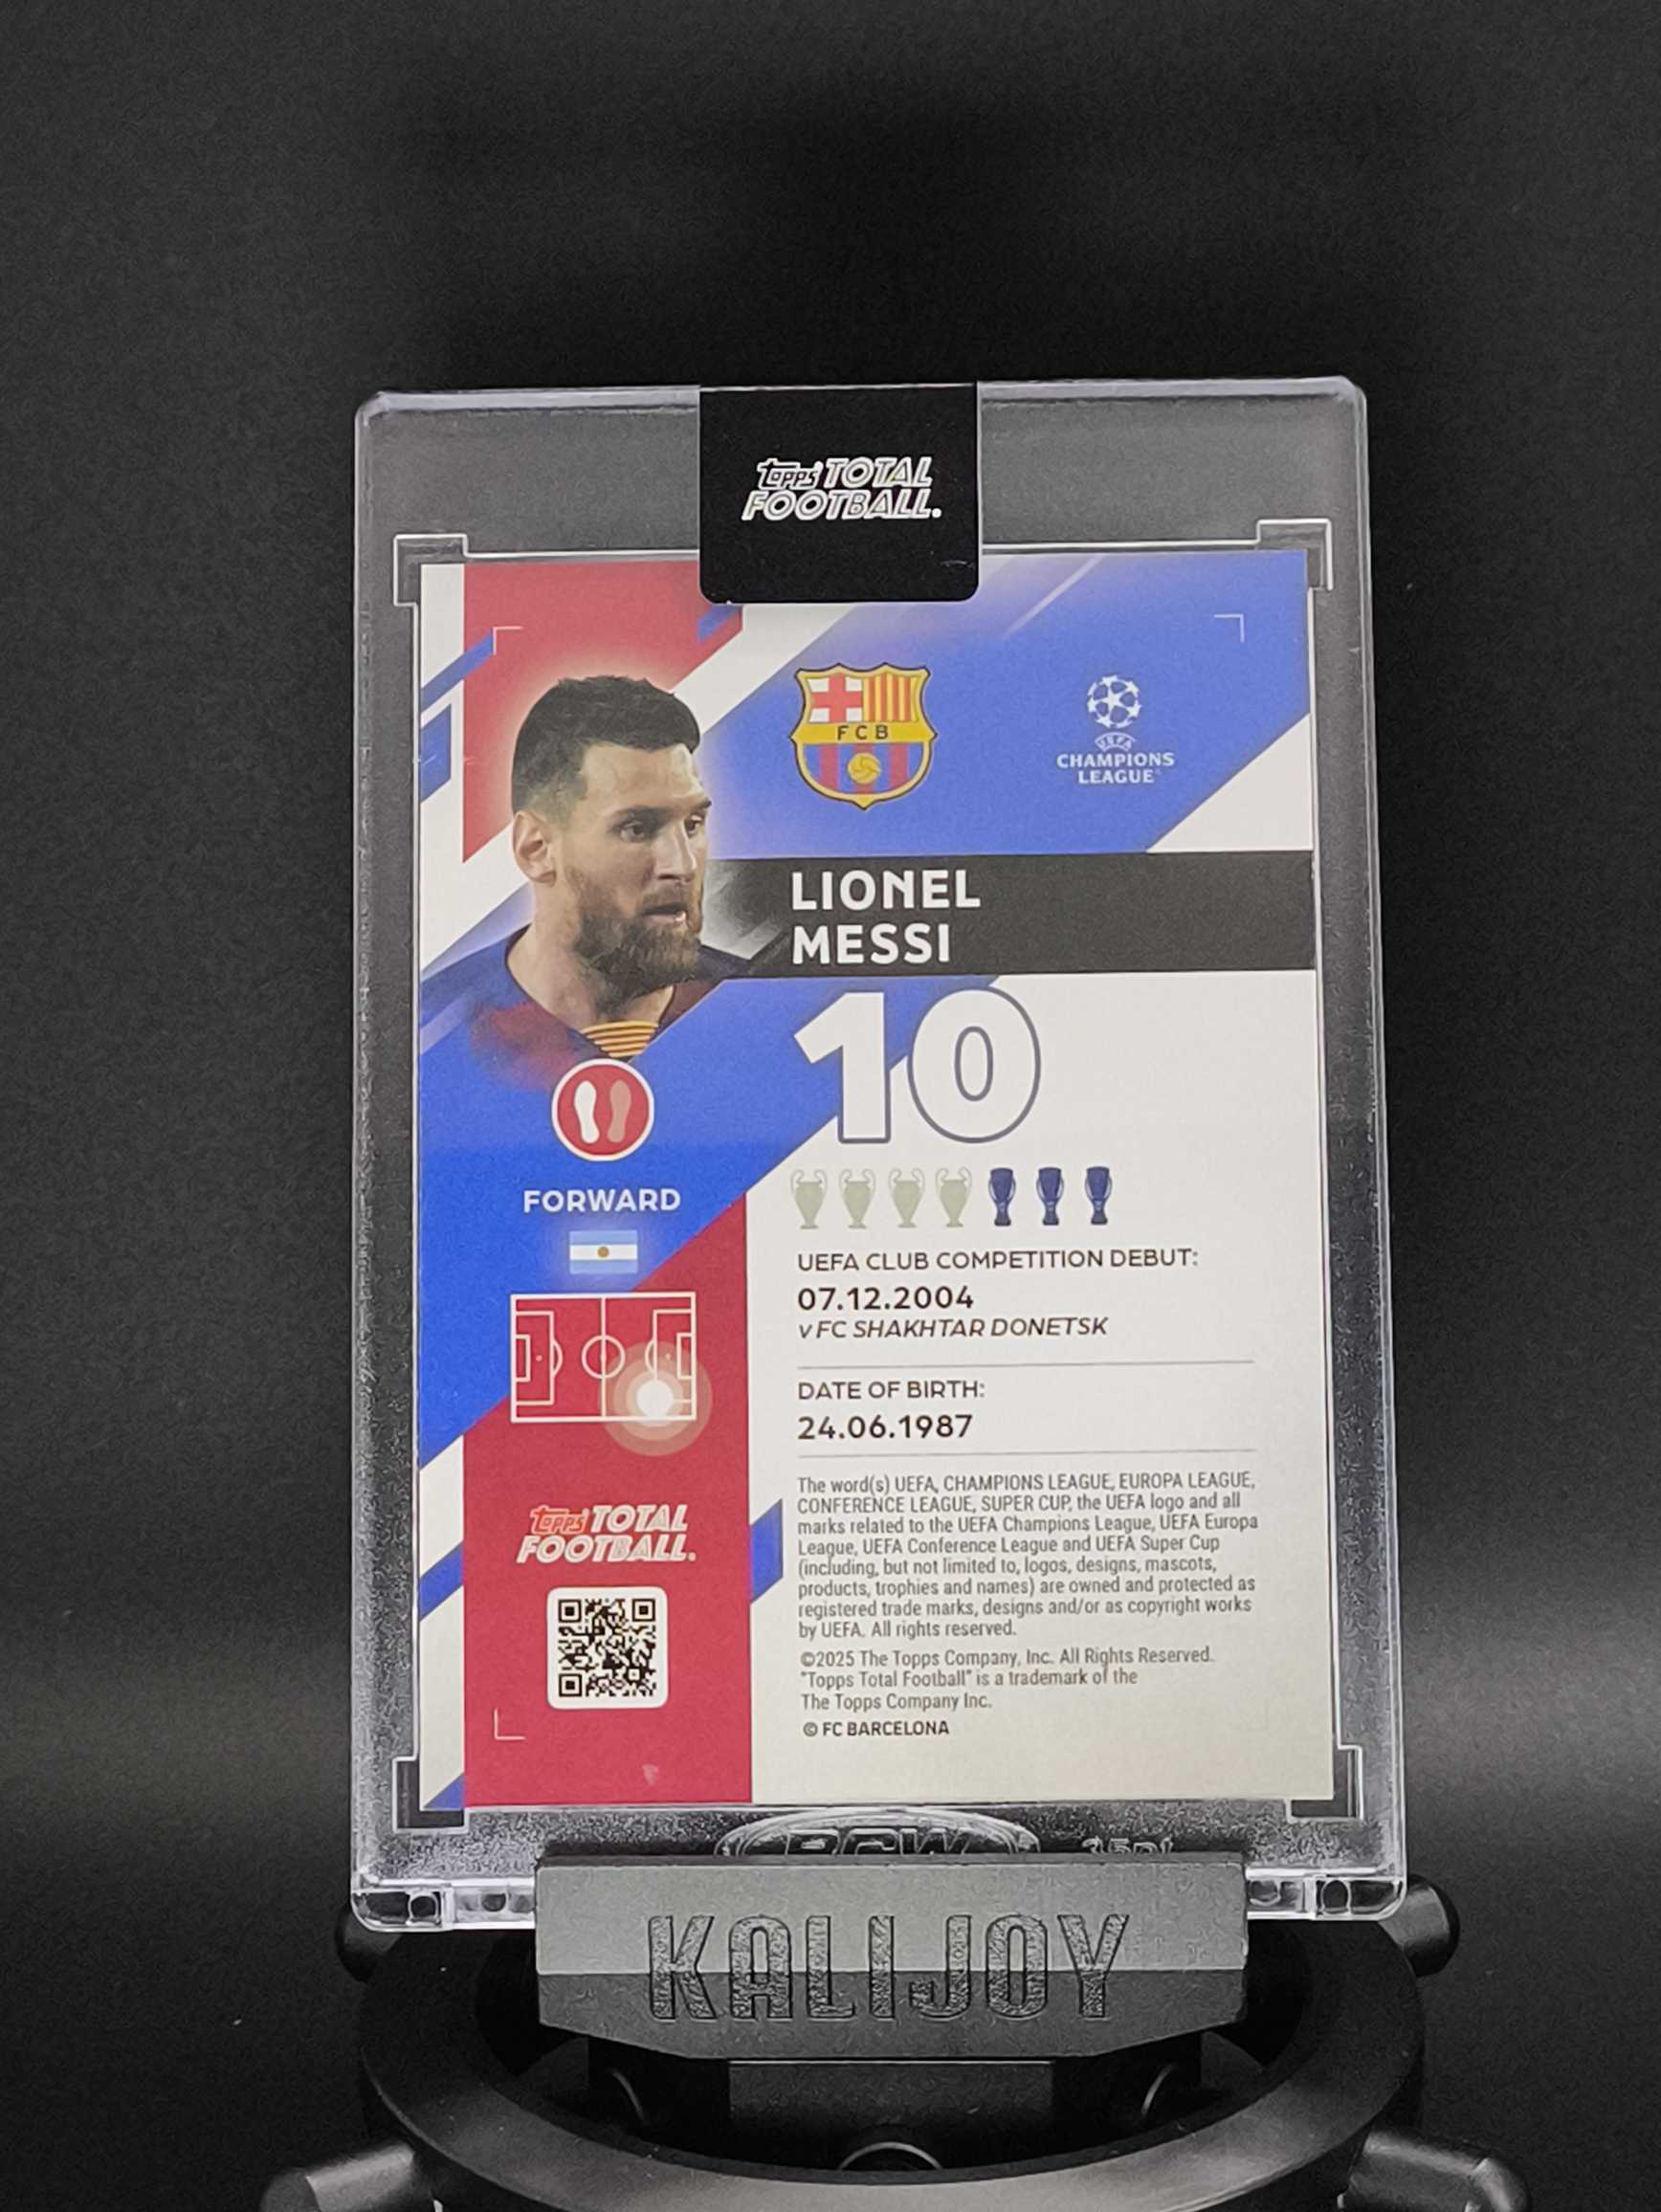 topps TOTAL
FOOTBALL.
FCB
UEFA
CHAMPIONS
LEAGUE
LIONEL
MESSI
10
FORWARD
UEFA CLUB COMPETITION DEBUT:
07.12.2004
v FC SHAKHTAR DONETSK
DATE OF BIRTH:
24.06.1987
topps TOTAL
FOOTBALL.
The word(s) UEFA, CHAMPIONS LEAGUE, EUROPA LEAGUE,
CONFERENCE LEAGUE, SUPER CUP, the UEFA logo and all
marks related to the UEFA Champions League, UEFA Europa
League, UEFA Conference League and UEFA Super Cup
(including, but not limited to, logos, designs, mascots,
products, trophies and names) are owned and protected as
registered trade marks, designs and/or as copyright works
by UEFA. All rights reserved.
©2025 The Topps Company, Inc. All Rights Reserved.
"Topps Total Football" is a trademark of the
The Topps Company Inc.
© FC BARCELONA
BCW
35pt
KALIJOY